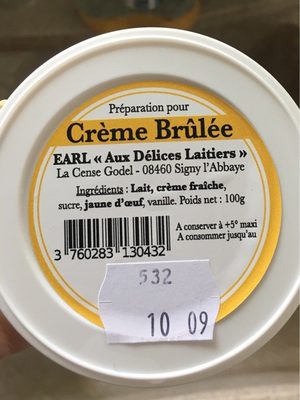 Préparation pour
Crème Brûlée
EARL « Aux Délices Laitiers »
La Cense Godel - 08460 Signy l'Abbaye
Ingrédients : Lait, crème fraîche,
sucre, jaune d'œuf, vanille. Poids net : 100g
A conserver à +5° maxi
A consommer jusqu'au
3 760283 130432
532
10 09